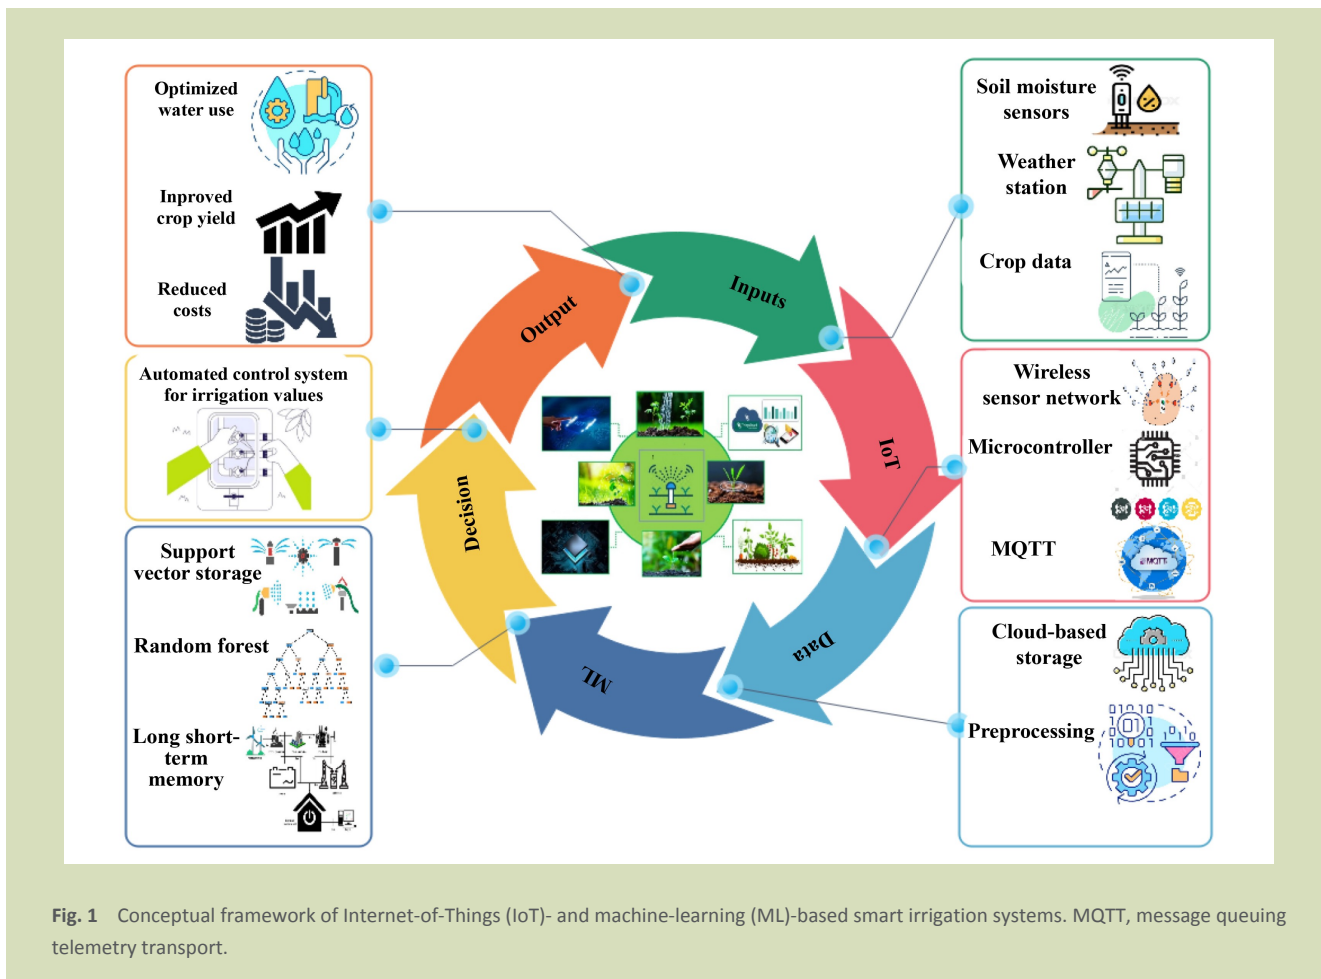 Optimized
water use
Inproved
crop yield
Reduced
costs
Automated control system
for irrigation values
Support
vector storage
Random forest
Long short-
term
memory
Output
Inputs
IoT
Data
ML
Decision
Soil moisture
sensors
Weather
station
Crop data
Wireless
sensor network
Microcontroller
MQTT
MQTT
Cloud-based
storage
Preprocessing
Fig. 1 Conceptual framework of Internet-of-Things (IoT)- and machine-learning (ML)-based smart irrigation systems. MQTT, message queuing
telemetry transport.